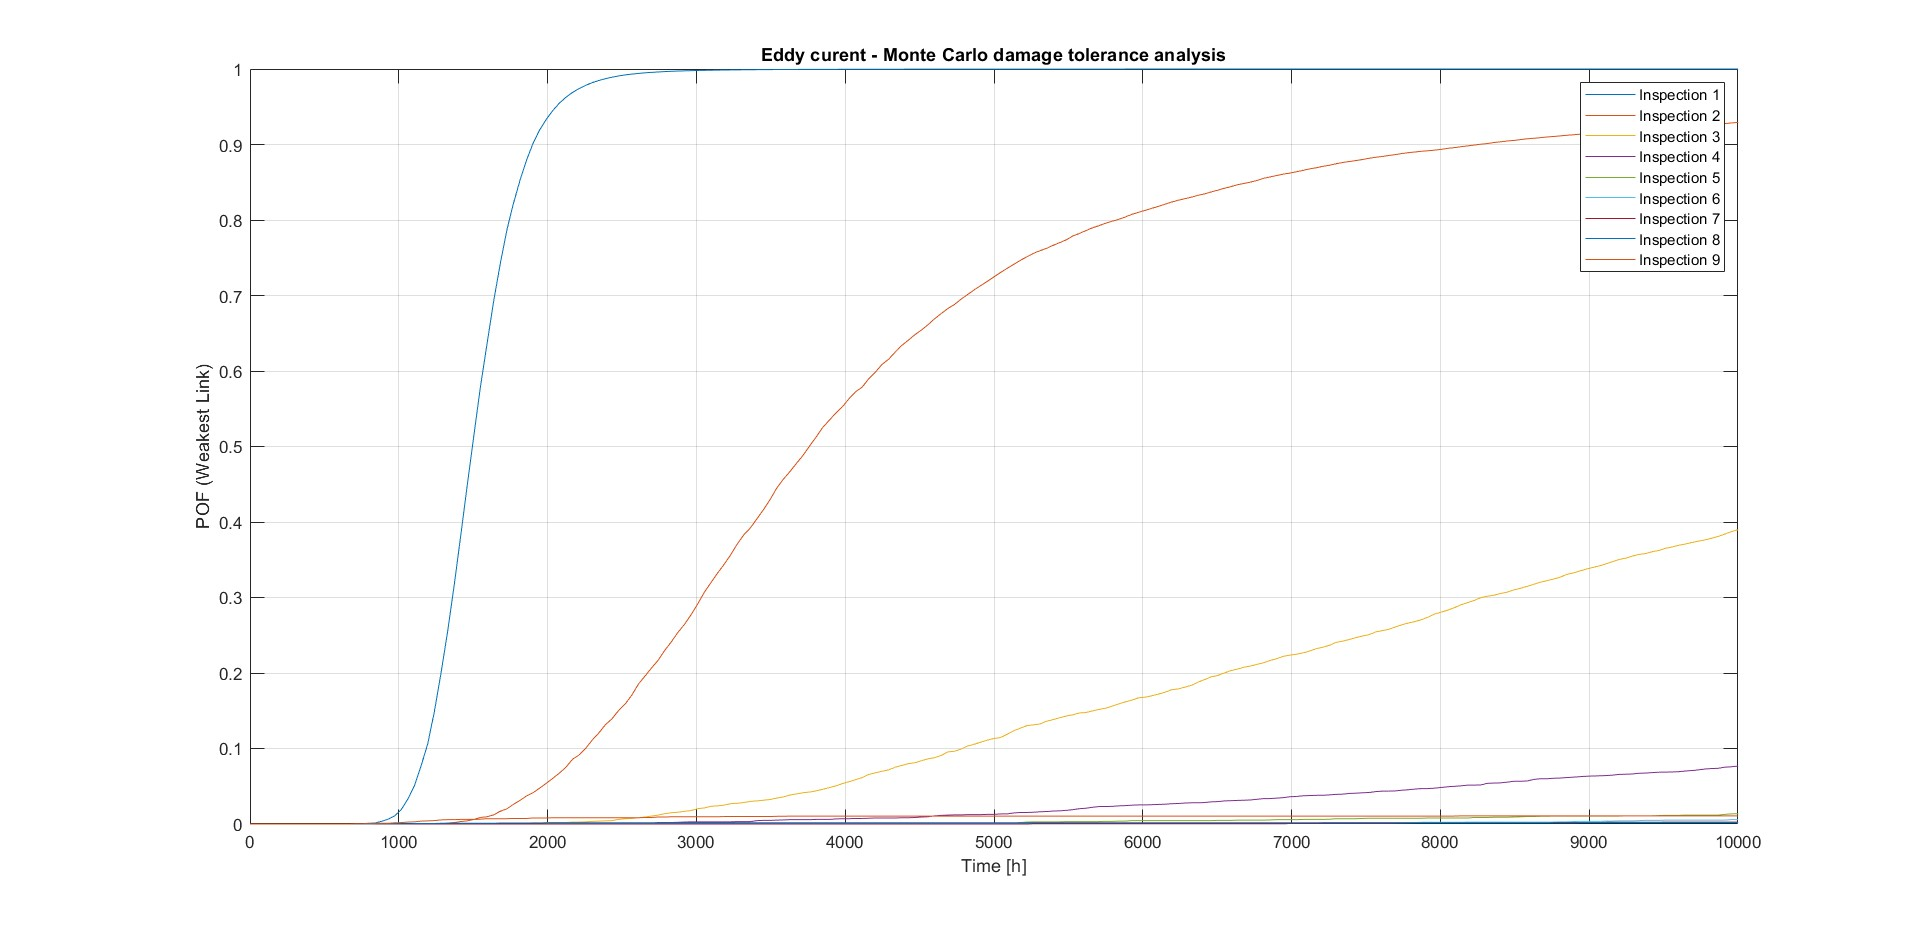 Eddy curent - Monte Carlo damage tolerance analysis
1
0.9
0.8
0.7
0.6
0.5
0.4
0.3
0.2
0.1
0
POF (Weakest Link)
Inspection 1
Inspection 2
Inspection 3
Inspection 4
Inspection 5
Inspection 6
Inspection 7
Inspection 8
Inspection 9
0 1000 2000 3000 4000 5000 6000 7000 8000 9000 10000
Time [h]